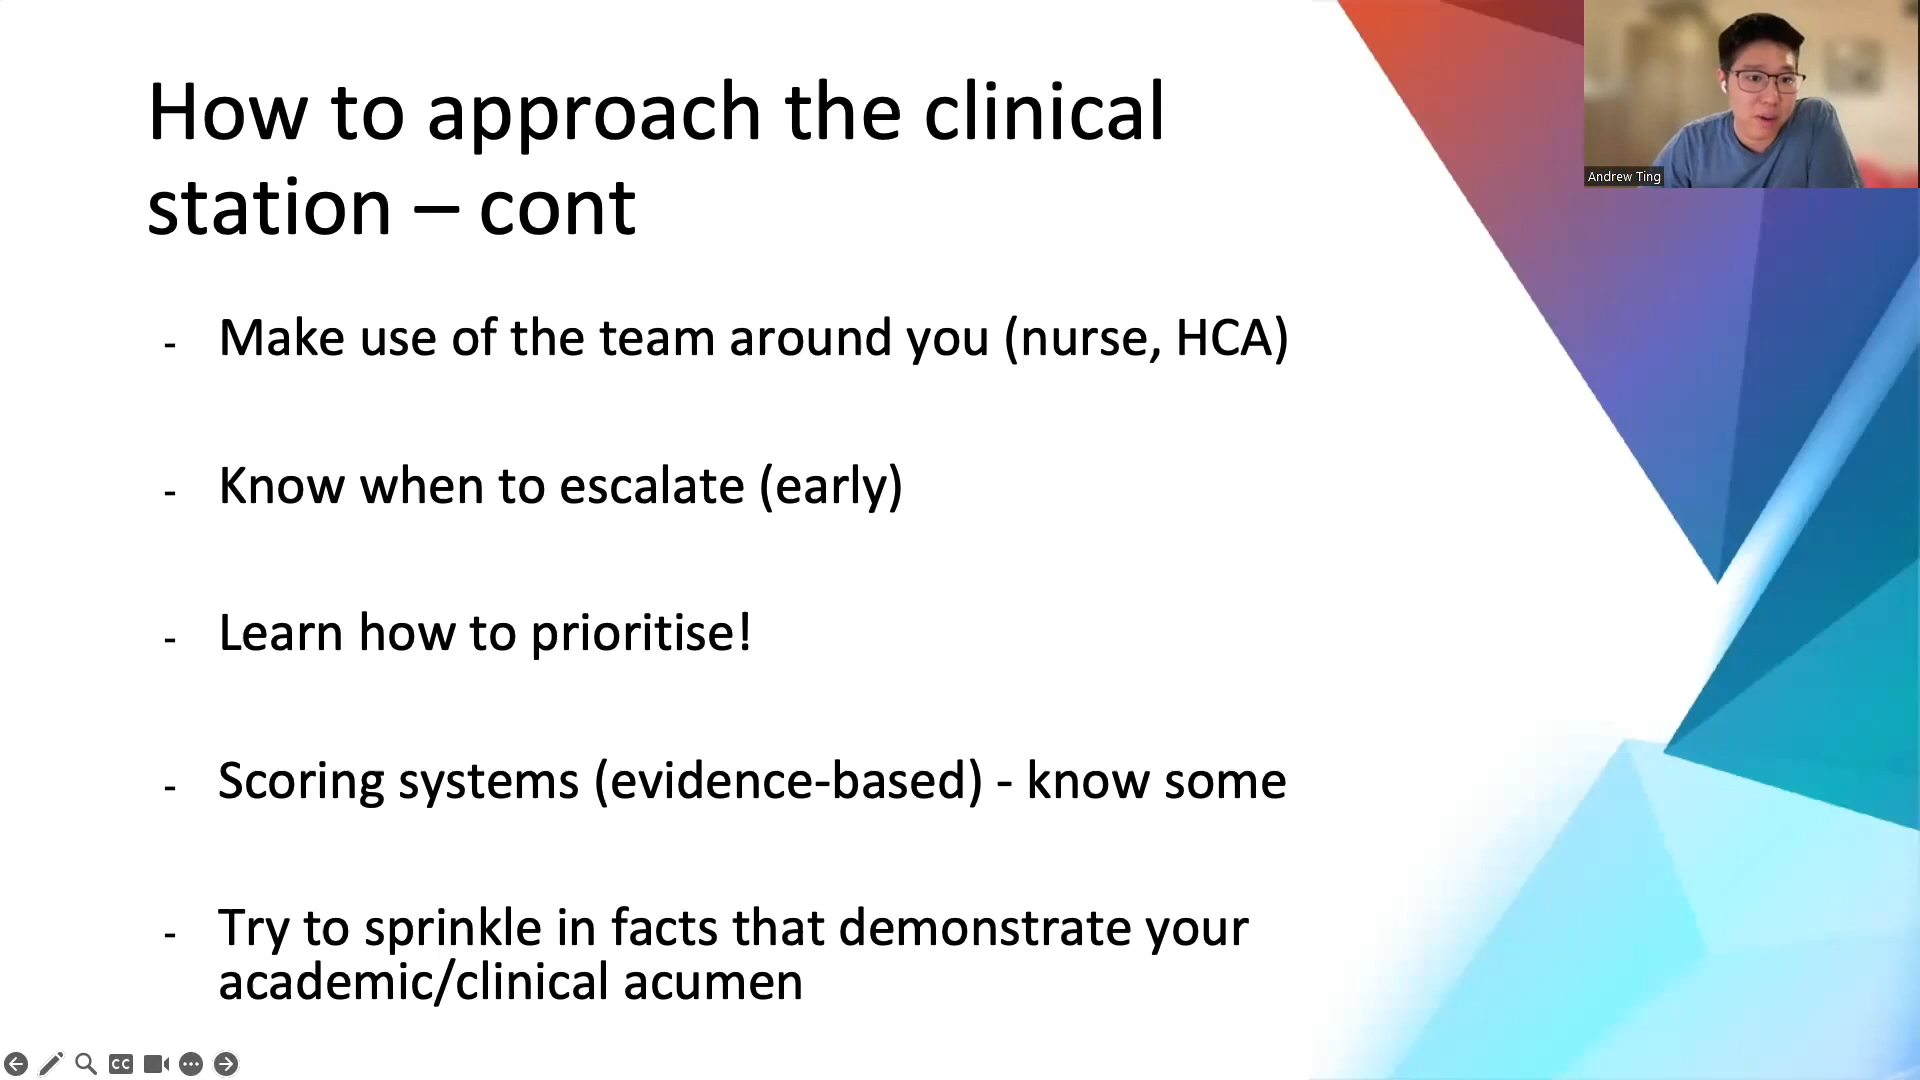 How to approach the clinical
station – cont
- Make use of the team around you (nurse, HCA)
- Know when to escalate (early)
- Learn how to prioritise!
- Scoring systems (evidence-based) - know some
- Try to sprinkle in facts that demonstrate your
academic/clinical acumen
Andrew Ting
CC